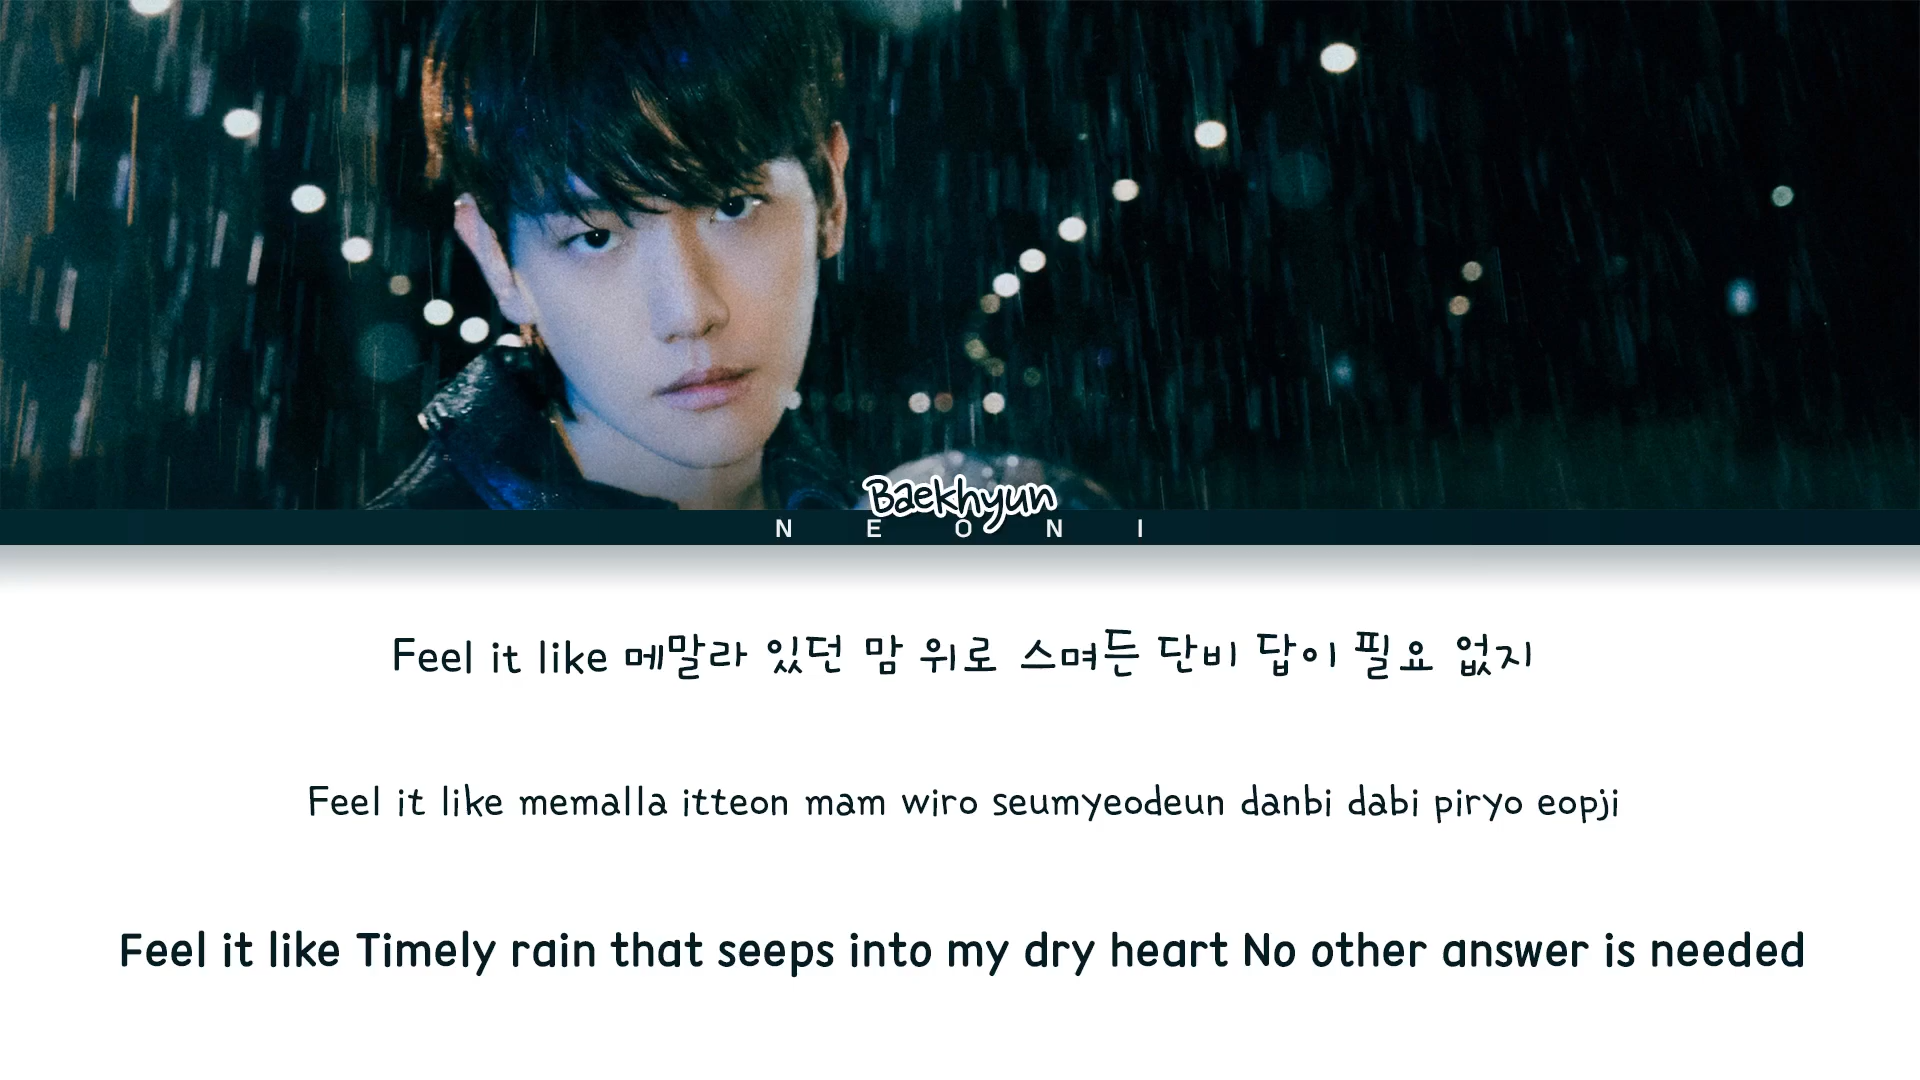 Baekhyun
NEONI
Feel it like 메말라 있던 맘 위로 스며든 단비 답이 필요 없지
Feel it like memalla itteon mam wiro seumyeodeun danbi dabi piryo eopji
Feel it like Timely rain that seeps into my dry heart No other answer is needed